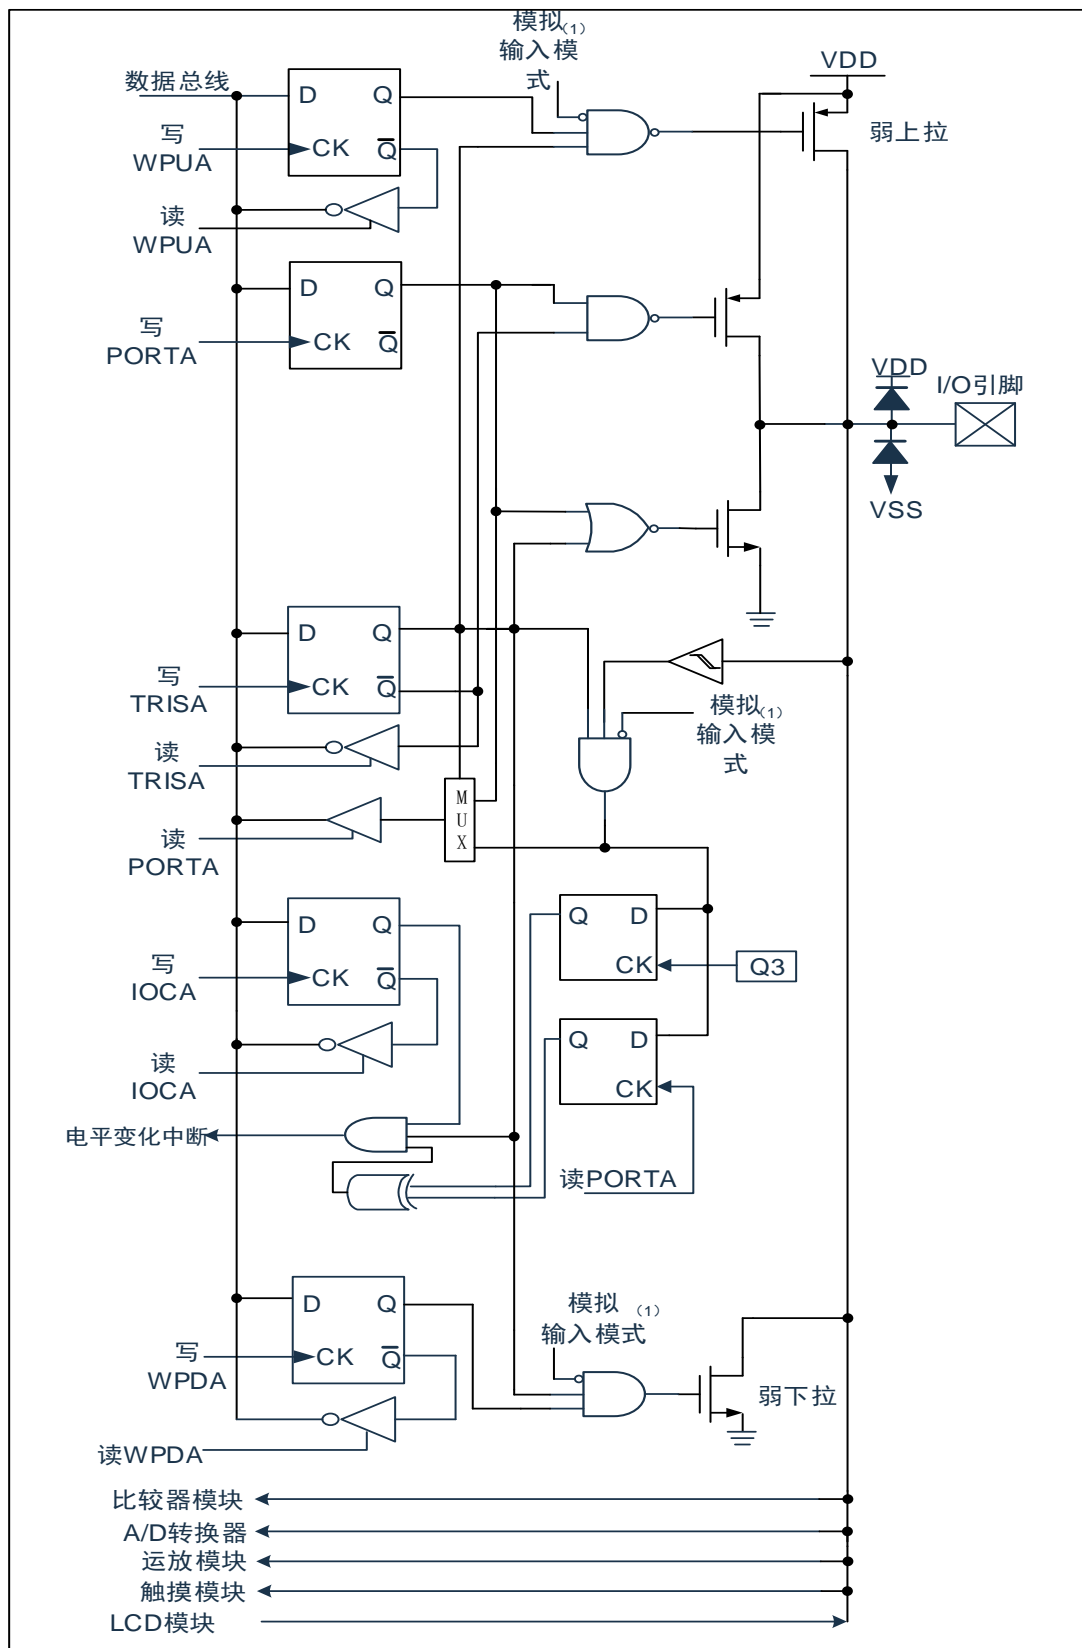 模拟(1)
输入模
式
VDD
数据总线
D Q
弱上拉
写
WPUA
CK Q
读
WPUA
D Q
写
PORTA
CK Q
VDD
I/O引脚
VSS
D Q
写
TRISA
CK Q
模拟(1)
输入模
式
读
TRISA
M
U
X
读
PORTA
D Q
Q D
写
IOCA
CK Q
CK
Q3
读
IOCA
Q D
CK
电平变化中断
读PORTA
D Q
模拟 (1)
输入模式
写
WPDA
CK Q
弱下拉
读WPDA
比较器模块
A/D转换器
运放模块
触摸模块
LCD模块